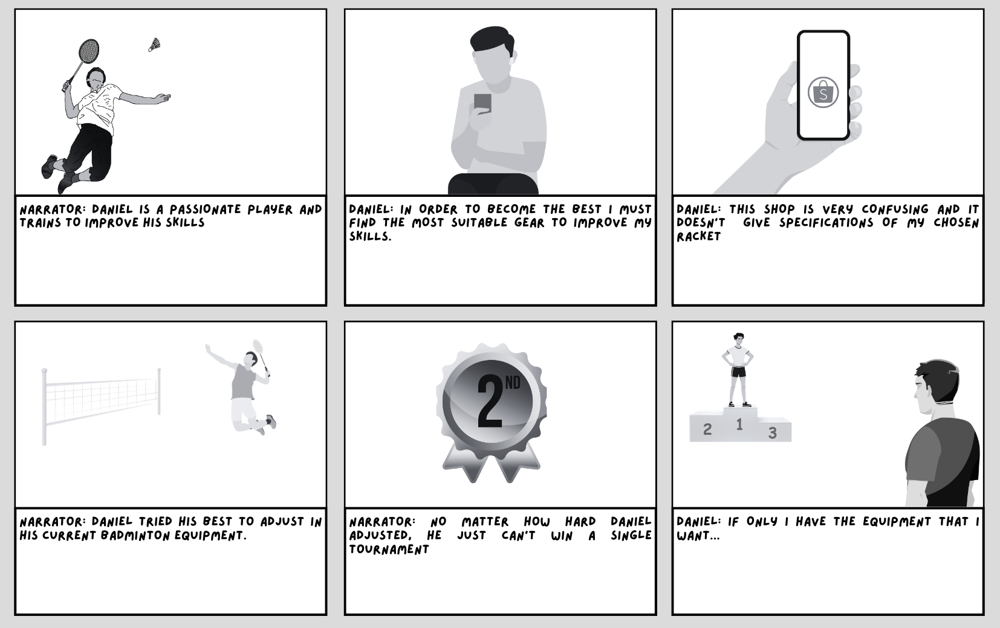 S
NARRATOR: DANIEL IS A PASSIONATE PLAYER AND
TRAINS TO IMPROVE HIS SKILLS
DANIEL: IN ORDER TO BECOME THE BEST I MUST
FIND THE MOST SUITABLE GEAR TO IMPROVE MY
SKILLS.
DANIEL: THIS SHOP IS VERY CONFUSING AND IT
DOESN'T GIVE SPECIFICATIONS OF MY CHOSEN
RACKET
2ND
2 1 3
NARRATOR: DANIEL TRIED HIS BEST TO ADJUST IN
HIS CURRENT BADMINTON EQUIPMENT.
NARRATOR: NO MATTER HOW HARD DANIEL
ADJUSTED, HE JUST CAN'T WIN A SINGLE
TOURNAMENT
DANIEL: IF ONLY I HAVE THE EQUIPMENT THAT I
WANT...